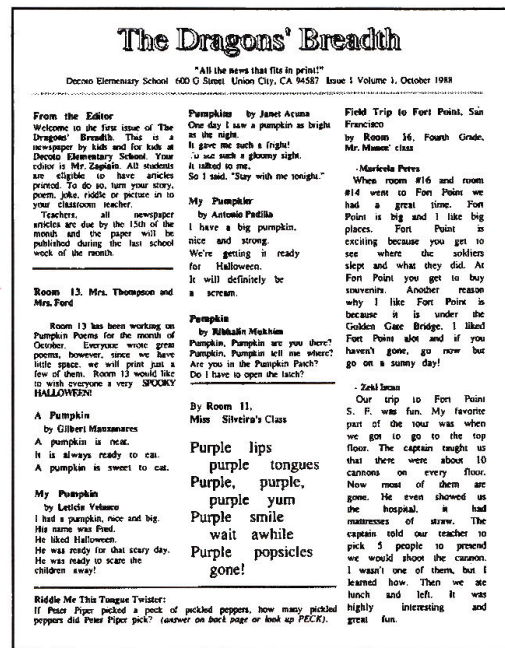 The Dragons' Breadth
"All the news that fits in print!"
Decoto Elementary School 600 G Street Union City, CA 94587 Issue 1 Volume 1, October 1988
From the Editor
Welcome to the first issue of The
Dragons' Breadth. This is a
newspaper by kids and for kids at
Decoto Elementary School. Your
editor is Mr. Zapiain. All students
are eligible to have articles
printed. To do so, turn your story,
poem, joke, riddle or picture in to
your classroom teacher.
Teachers, all newspaper
articles are due by the 15th of the
month and the paper will be
published during the last school
week of the month.
Room 13. Mrs. Thompson and
Mrs. Ford
Room 13 has been working on
Pumpkin Poems for the month of
October. Everyone wrote great
poems, however, since we have
little space, we will print just a
few of them. Room 13 would like
to wish everyone a very SPOOKY
HALLOWEEN!
A Pumpkin
by Gilbert Manzanares
A pumpkin is neat.
It is always ready to eat.
A pumpkin is sweet to eat.
My Pumpkin
by Leticia Velasco
I had a pumpkin, nice and big.
His name was Fred.
He liked Halloween.
He was ready for that scary day.
He was ready to scare the
children away!
Pumpkins by Janet Acuna
One day I saw a pumpkin as bright
as the night.
It gave me such a fright!
To see such a gloomy sight.
It talked to me.
So I said, "Stay with me tonight."
My Pumpkin
by Antonio Padilla
I have a big pumpkin,
nice and strong.
We're getting it ready
for Halloween.
It will definitely be
a scream.
Pumpkin
by Mukhim
Pumpkin, Pumpkin are you there?
Pumpkin, Pumpkin tell me where?
Are you in the Pumpkin Patch?
Do I have to open the latch?
By Room 11,
Miss Silveira's Class
Purple lips
purple tongues
Purple, purple,
purple yum
Purple smile
wait awhile
Purple popsicles
gone!
Field Trip to Fort Point, San
Francisco
by Room 16, Fourth Grade,
Mr. class
-Maricela Perez
When room #16 and room
#14 went to Fort Point we
had a great time. Fort
Point is big and I like big
places. Fort Point is
exciting because you get to
see where the soldiers
slept and what they did. At
Fort Point you get to buy
souvenirs. Another reason
why I like Fort Point is
because it is under the
Golden Gate Bridge. I liked
Fort Point alot and if you
haven't gone, go now but
go on a sunny day!
- Zeki
Our trip to Fort Point
S. F. was fun. My favorite
part of the tour was when
we got to go to the top
floor. The captain taught us
that there were about 10
cannons on every floor.
Now most of them are
gone. He even showed us
the hospital, it had
mattresses of straw. The
captain told our teacher to
pick 5 people to pretend
we would shoot the cannon.
I wasn't one of them, but I
learned how. Then we ate
lunch and left. It was
highly interesting and
great fun.
Riddle Me This Tongue Twister:
If Peter Piper picked a peck of pickled peppers, how many pickled
peppers did Peter Piper pick? (answer on back page or look up PECK).